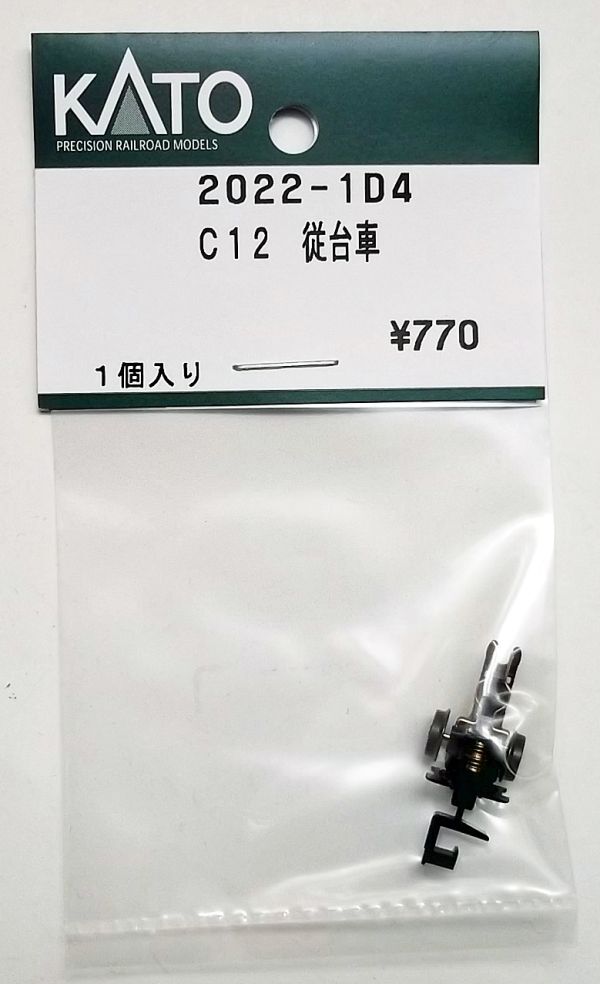 KATO
PRECISION RAILROAD MODELS
2022-1D4
C12 従台車
¥770
1個入り